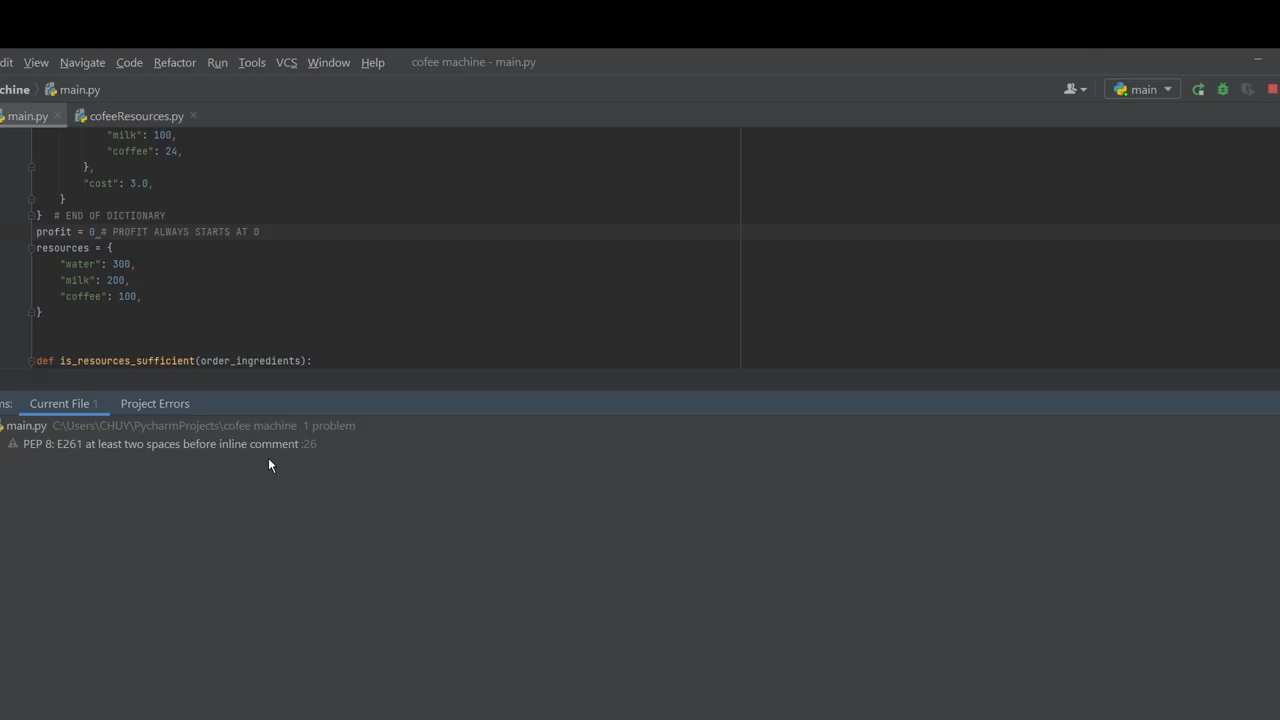 dit View Navigate Code Refactor Run Tools VCS Window Help cofee machine - main.py
chine main.py main
main.py cofeeResources.py
"milk": 100,
"coffee": 24,
},
"cost": 3.0,
}
} # END OF DICTIONARY
profit = 0 # PROFIT ALWAYS STARTS AT 0
resources = {
"water": 300,
"milk": 200,
"coffee": 100,
}
def is_resources_sufficient(order_ingredients):
ms: Current File 1 Project Errors
main.py C:\Users\CHUY\PycharmProjects\cofee machine 1 problem
PEP 8: E261 at least two spaces before inline comment :26